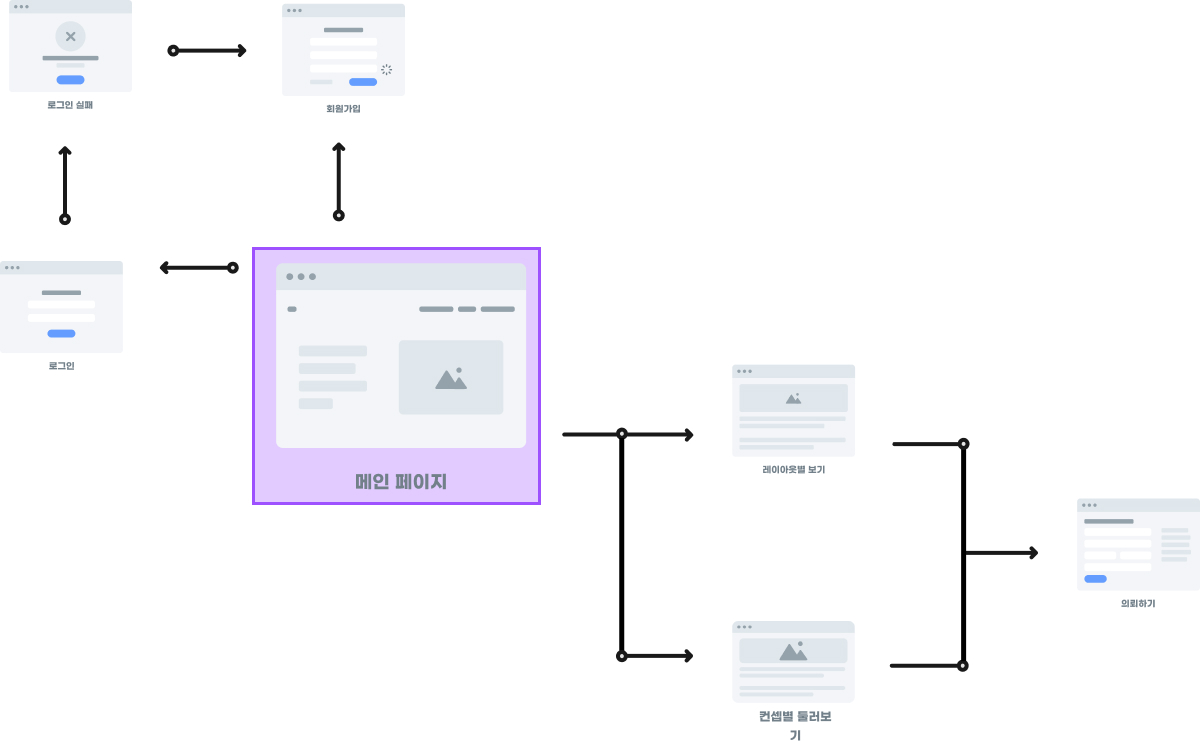 로그인 실패
회원가입
로그인
메인 페이지
레이아웃별 보기
의뢰하기
컨셉별 둘러보
기